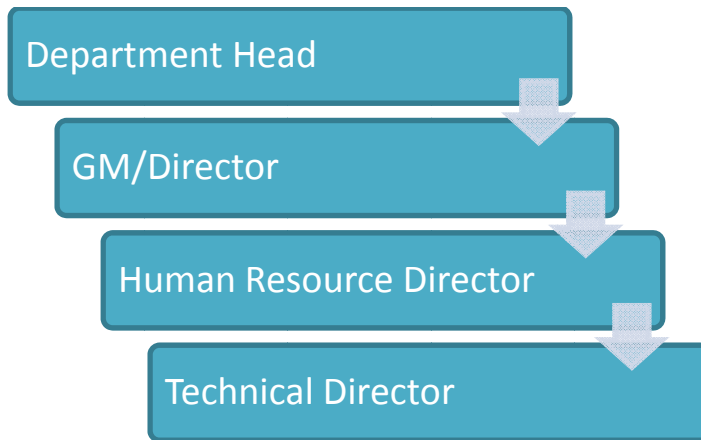 Department Head
GM/Director
Human Resource Director
Technical Director